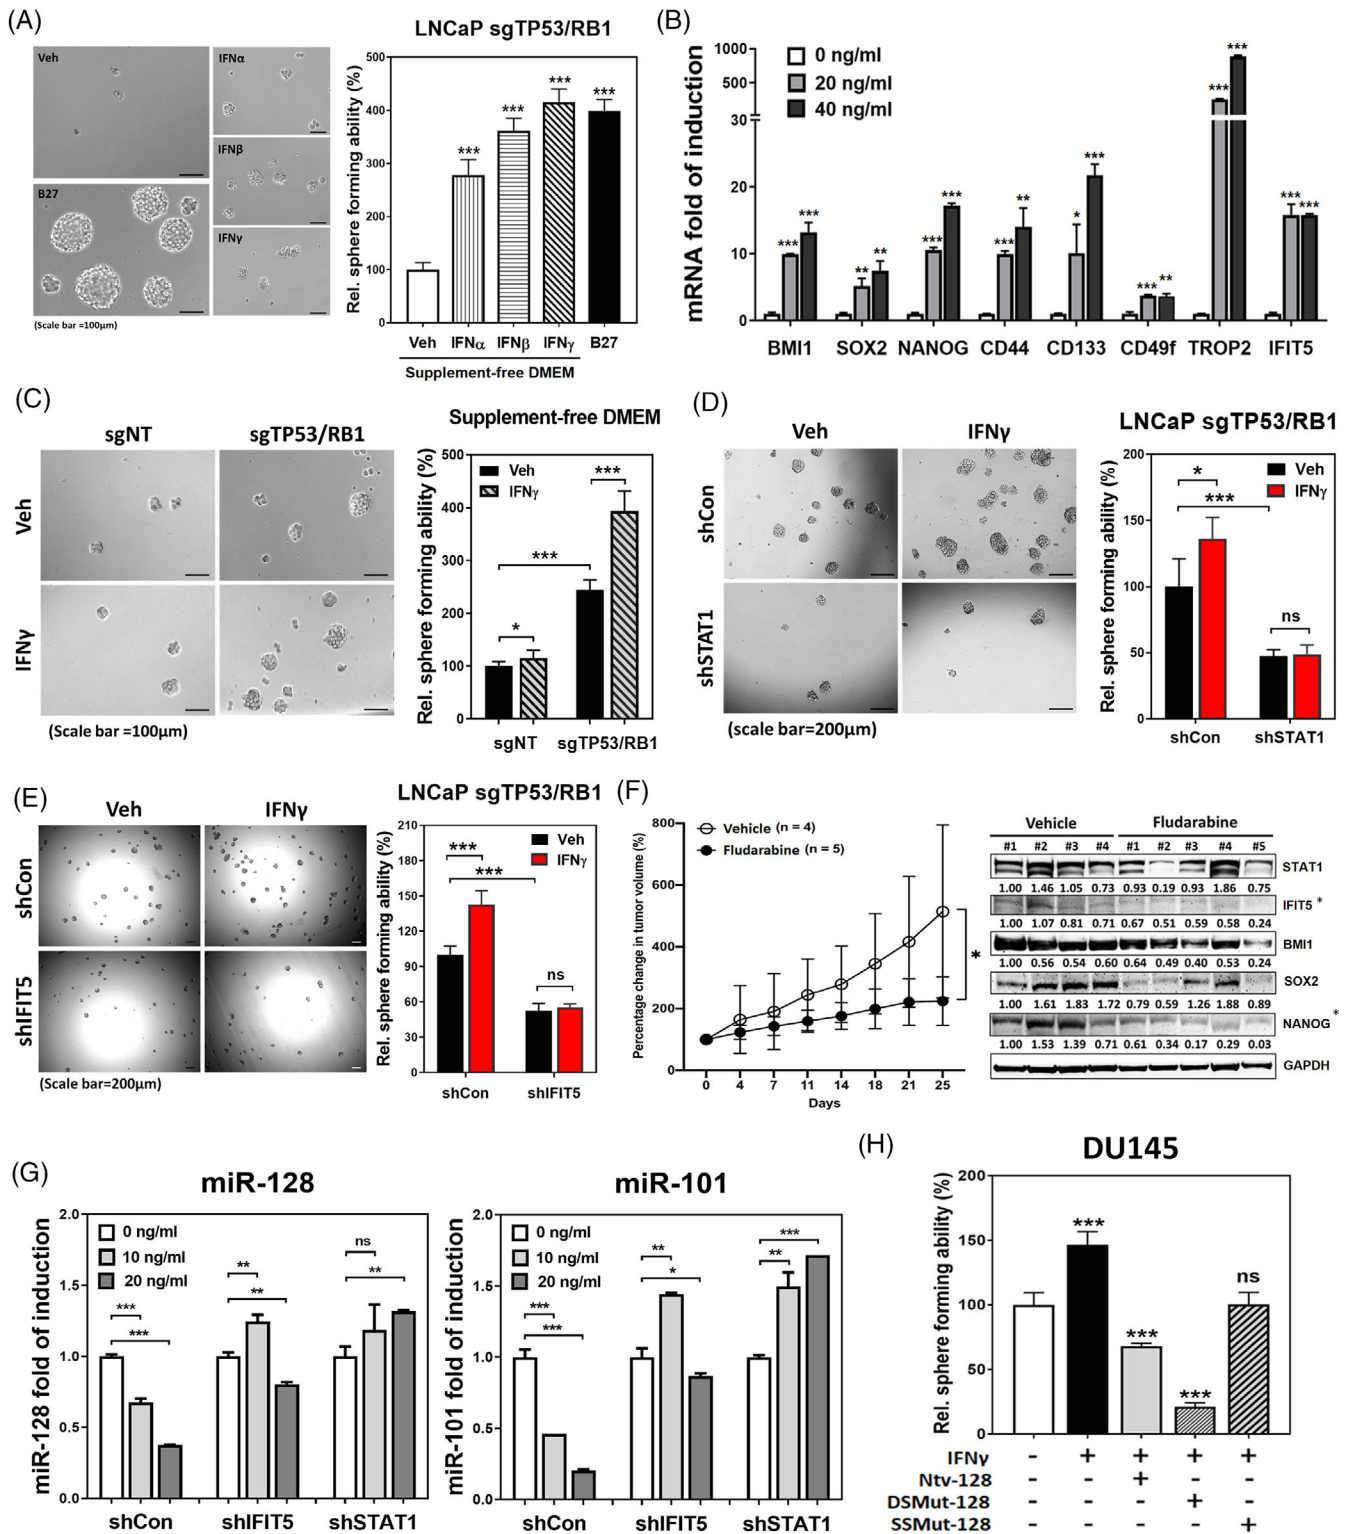 (A)
Veh
IFNα
IFNβ
B27
IFNγ
(Scale bar =100μm)
LNCaP sgTP53/RB1
Rel. sphere forming ability (%)
500
400
300
200
100
0
***
***
***
***
Veh IFNα IFNβ IFNγ B27
Supplement-free DMEM
(B)
mRNA fold of induction
1000
500
30
20
10
0
0 ng/ml
20 ng/ml
40 ng/ml
*** ***
** **
*** ***
*** **
* ***
*** **
*** ***
*** ***
BMI1 SOX2 NANOG CD44 CD133 CD49f TROP2 IFIT5
(C)
sgNT sgTP53/RB1
Veh
IFNγ
(Scale bar =100μm)
Supplement-free DMEM
Rel. sphere forming ability (%)
500
400
300
200
100
0
Veh
IFNγ
***
***
*
sgNT sgTP53/RB1
(D)
Veh IFNγ
shCon
shSTAT1
(Scale bar=200μm)
LNCaP sgTP53/RB1
Rel. sphere forming ability (%)
200
150
100
50
0
Veh
IFNγ
*
***
ns
shCon shSTAT1
(E)
Veh IFNγ
shCon
shIFIT5
(Scale bar=200μm)
LNCaP sgTP53/RB1
Rel. sphere forming ability (%)
210
180
150
120
90
60
30
0
Veh
IFNγ
***
***
ns
shCon shIFIT5
(F)
Percentage change in tumor volume (%)
800
600
400
200
0
Vehicle (n = 4)
Fludarabine (n = 5)
*
0 4 7 11 14 18 21 25
Days
Vehicle Fludarabine
#1 #2 #3 #4 #1 #2 #3 #4 #5
STAT1
1.00 1.46 1.05 0.73 0.93 0.19 0.93 1.86 0.75
IFIT5 *
1.00 1.07 0.81 0.71 0.67 0.51 0.59 0.58 0.24
BMI1
1.00 0.56 0.54 0.60 0.64 0.49 0.40 0.53 0.24
SOX2
1.00 1.61 1.83 1.72 0.79 0.59 1.26 1.88 0.89
NANOG *
1.00 1.53 1.39 0.71 0.61 0.34 0.17 0.29 0.03
GAPDH
(G)
miR-128
miR-128 fold of induction
2.0
1.5
1.0
0.5
0.0
0 ng/ml
10 ng/ml
20 ng/ml
***
***
**
**
ns
**
shCon shIFIT5 shSTAT1
miR-101
miR-101 fold of induction
2.0
1.5
1.0
0.5
0.0
0 ng/ml
10 ng/ml
20 ng/ml
***
***
**
*
***
**
shCon shIFIT5 shSTAT1
(H)
DU145
Rel. sphere forming ability (%)
200
150
100
50
0
***
***
***
ns
IFNγ - + + + +
Ntv-128 - - + - -
DSMut-128 - - - + -
SSMut-128 - - - - +